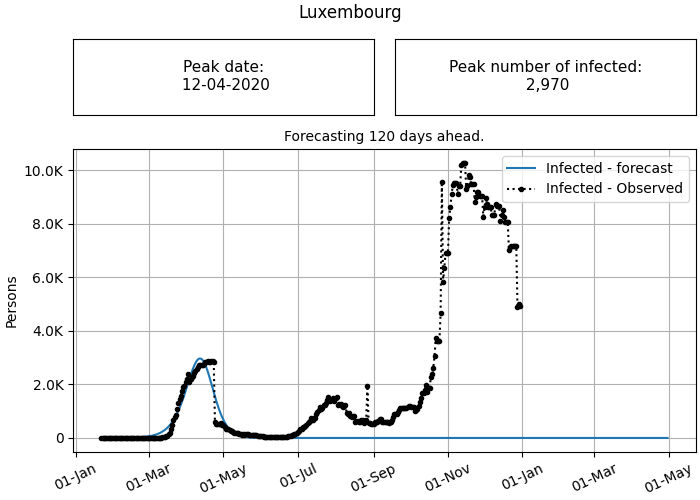 Luxembourg
Peak date:
12-04-2020
Peak number of infected:
2,970
Forecasting 120 days ahead.
Infected - forecast
Infected - Observed
Persons
10.0K
8.0K
6.0K
4.0K
2.0K
0
01-Jan
01-Mar
01-May
01-Jul
01-Sep
01-Nov
01-Jan
01-Mar
01-May